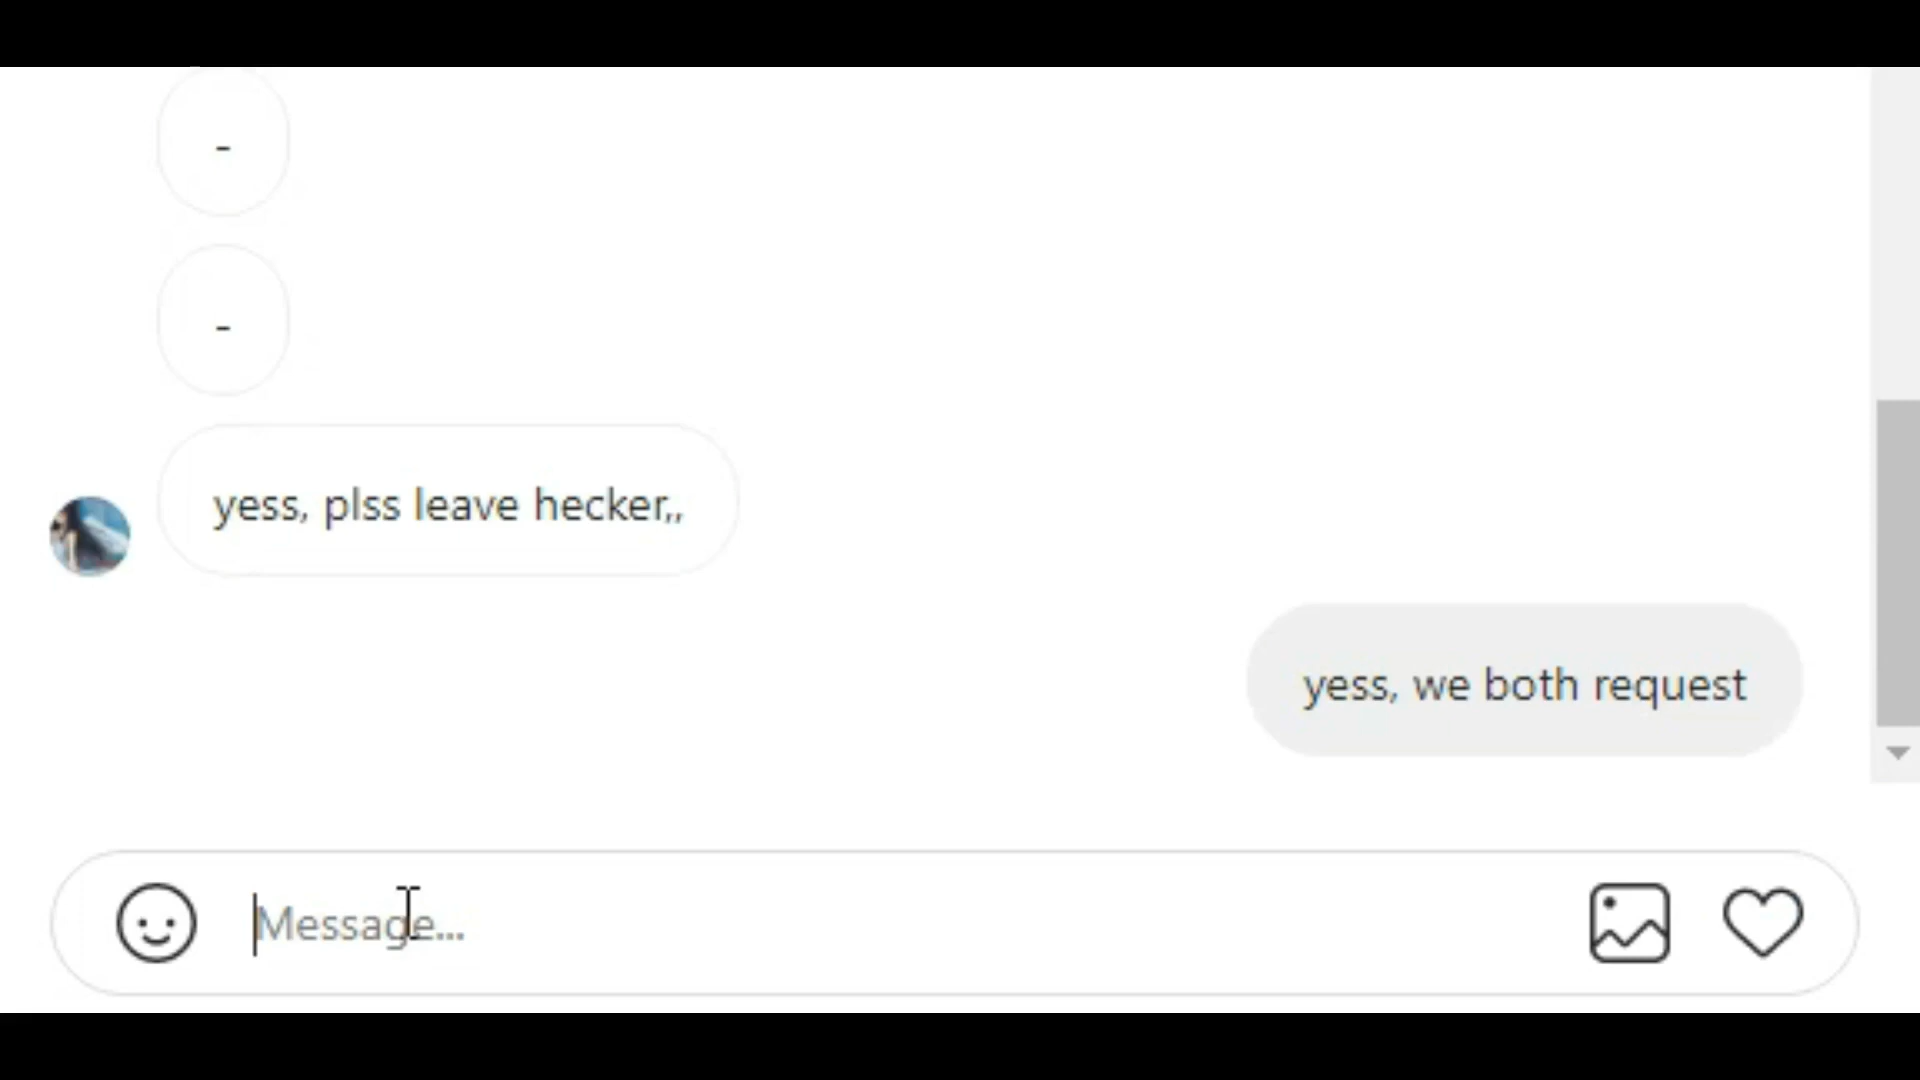 -
-
yess, plss leave hecker,,
yess, we both request
Message...